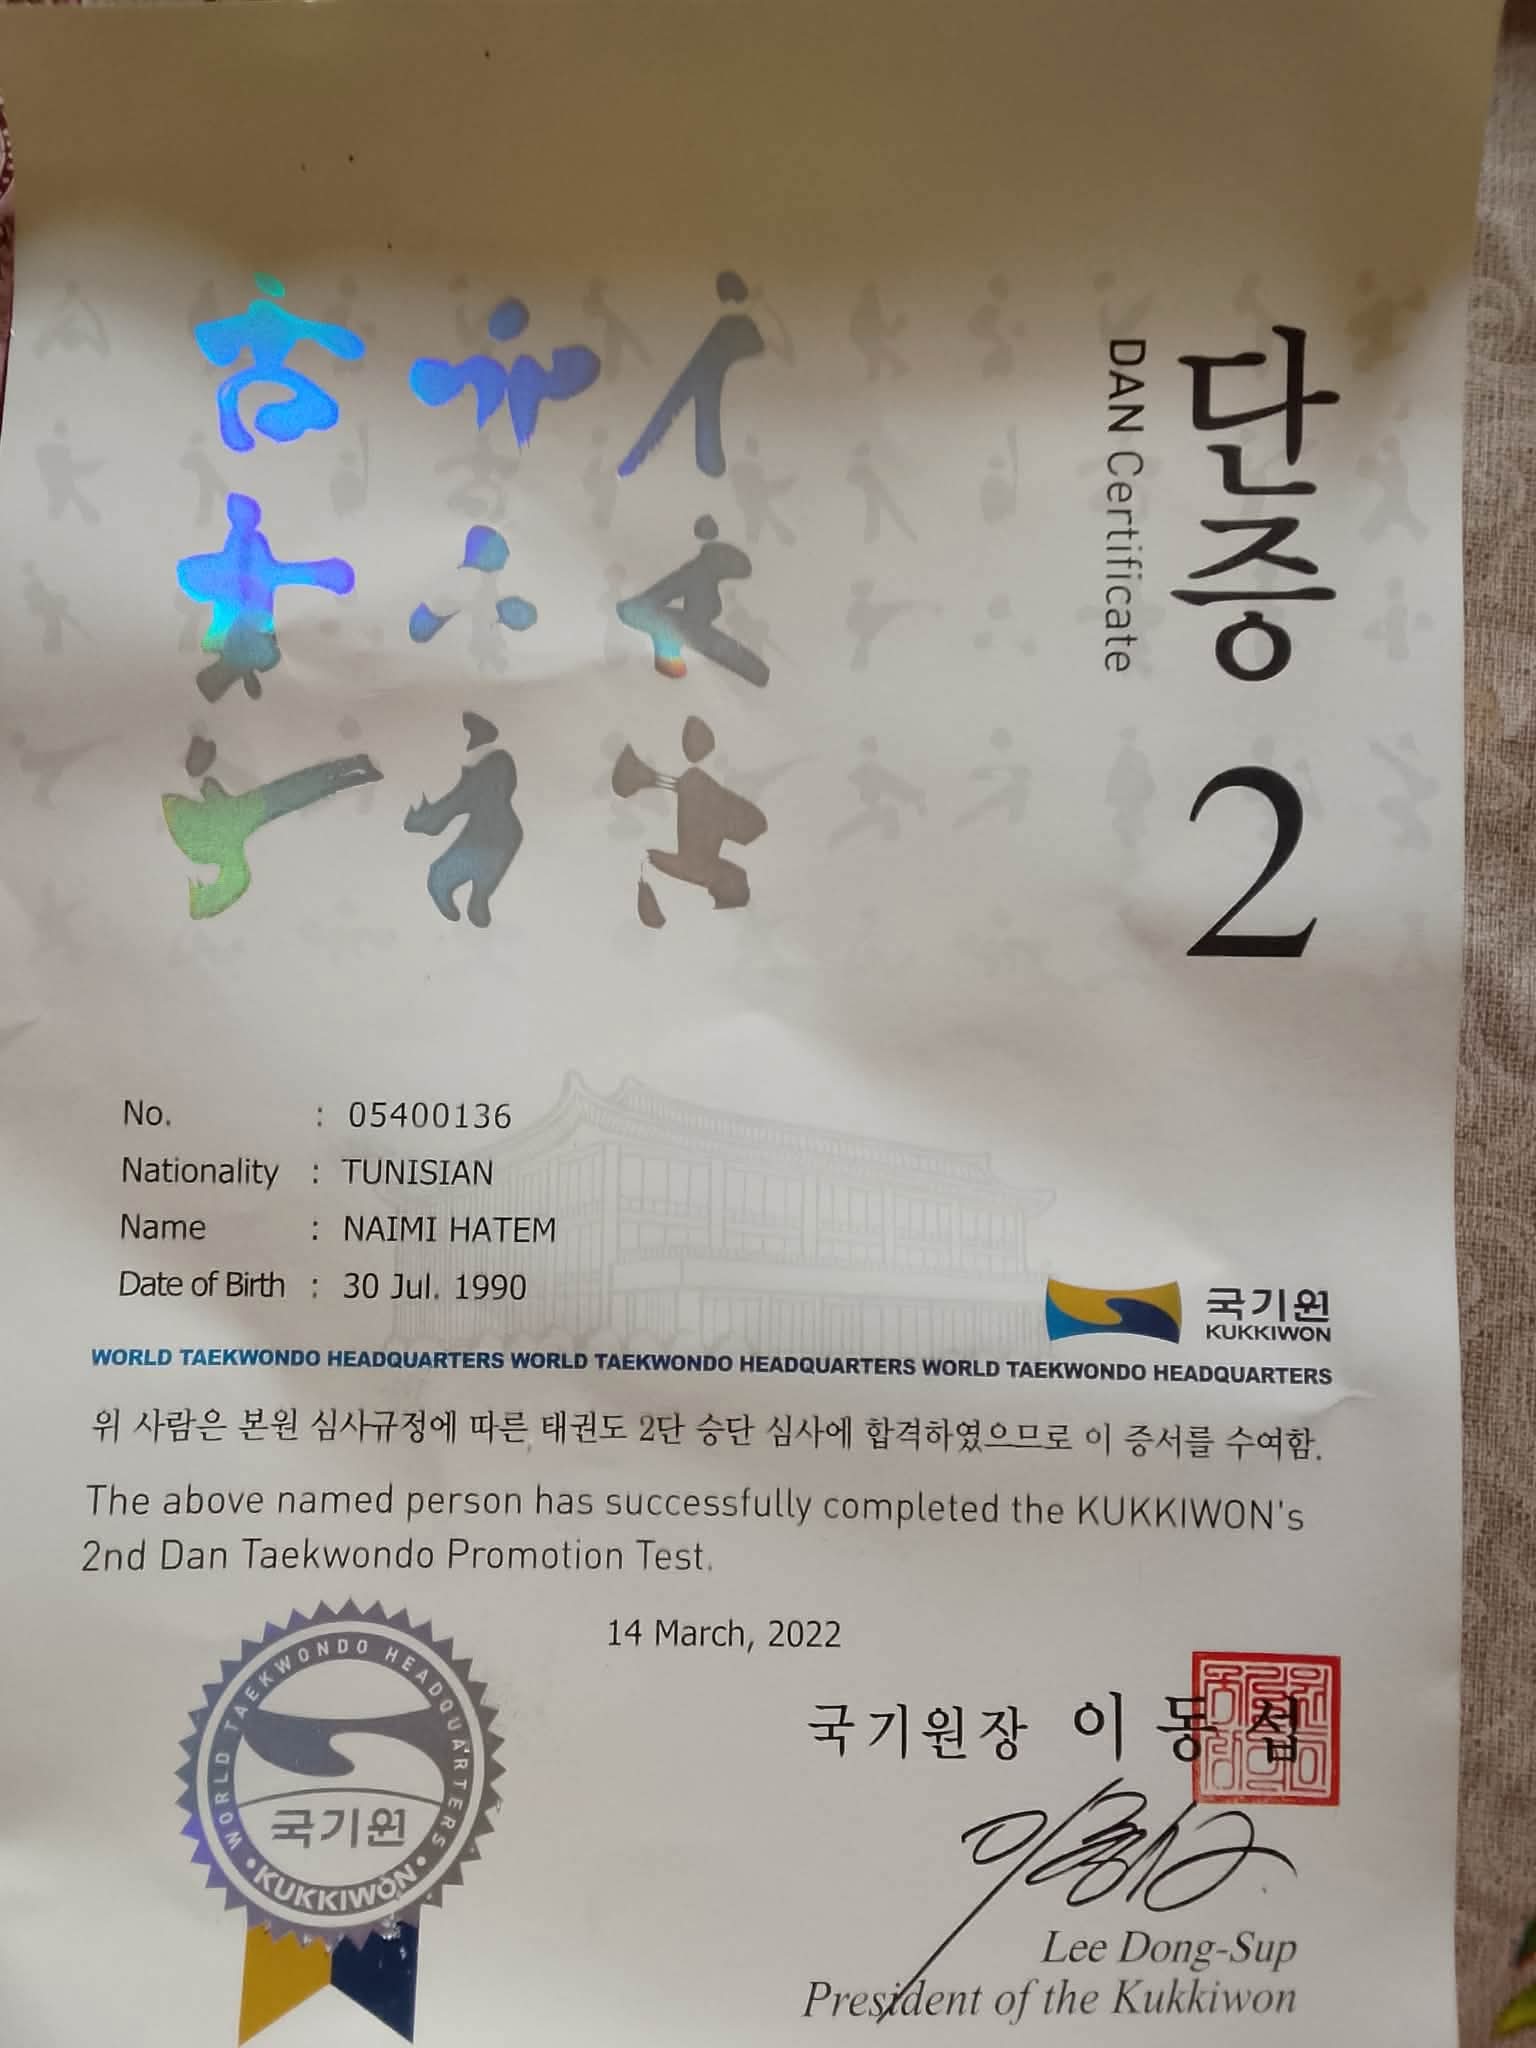 단증 2
DAN Certificate
No. : 05400136
Nationality : TUNISIAN
Name : NAIMI HATEM
Date of Birth : 30 Jul. 1990
국기원
KUKKIWON
WORLD TAEKWONDO HEADQUARTERS WORLD TAEKWONDO HEADQUARTERS WORLD TAEKWONDO HEADQUARTERS
위 사람은 본원 심사규정에 따른 태권도 2단 승단 심사에 합격하였으므로 이 증서를 수여함.
The above named person has successfully completed the KUKKIWON's
2nd Dan Taekwondo Promotion Test.
14 March, 2022
WORLD TAEKWONDO HEADQUARTERS
국기원
• KUKKIWON •
국기원장 이동섭
Lee Dong-Sup
President of the Kukkiwon